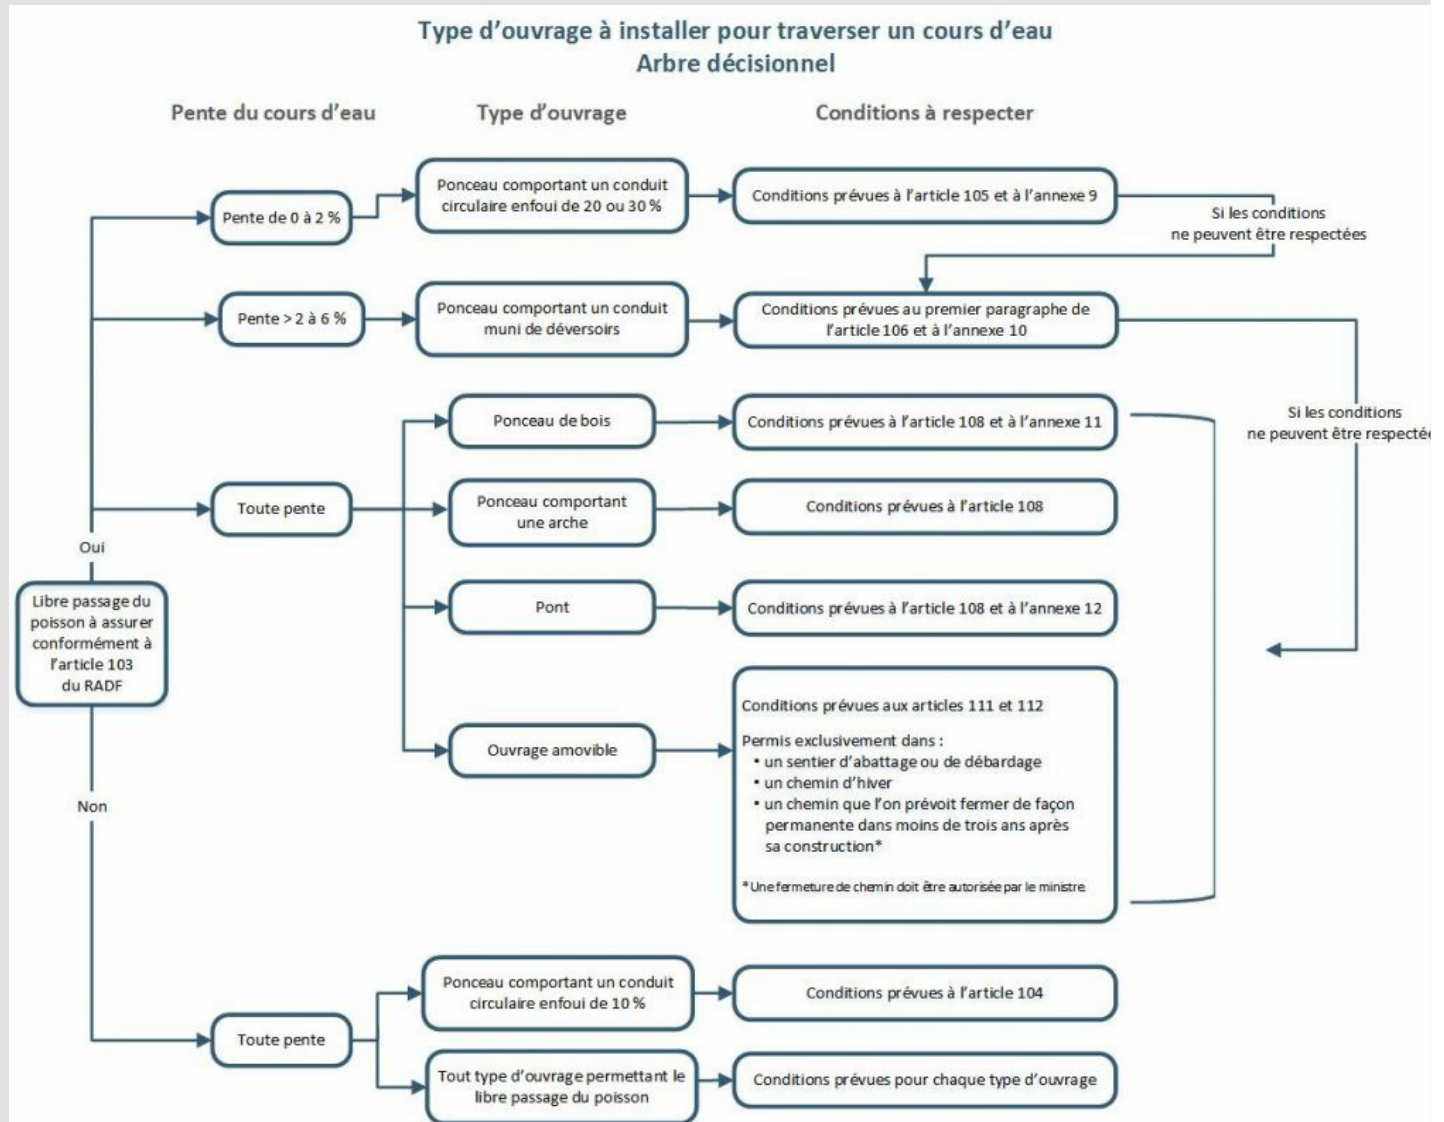 Type d'ouvrage à installer pour traverser un cours d'eau
Arbre décisionnel
Pente du cours d'eau
Type d'ouvrage
Conditions à respecter
Pente de 0 à 2 %
Ponceau comportant un conduit
circulaire enfoui de 20 ou 30 %
Conditions prévues à l'article 105 et à l'annexe 9
Si les conditions
ne peuvent être respectées
Pente > 2 à 6 %
Ponceau comportant un conduit
muni de déversoirs
Conditions prévues au premier paragraphe de
l'article 106 et à l'annexe 10
Si les conditions
ne peuvent être respecté
Toute pente
Ponceau de bois
Conditions prévues à l'article 108 et à l'annexe 11
Ponceau comportant
une arche
Conditions prévues à l'article 108
Pont
Conditions prévues à l'article 108 et à l'annexe 12
Ouvrage amovible
Conditions prévues aux articles 111 et 112
Permis exclusivement dans :
• un sentier d'abattage ou de débardage
• un chemin d'hiver
• un chemin que l'on prévoit fermer de façon
permanente dans moins de trois ans après
sa construction*
*Une fermeture de chemin doit être autorisée par le ministre.
Oui
Libre passage du
poisson à assurer
conformément à
l'article 103
du RADF
Non
Toute pente
Ponceau comportant un conduit
circulaire enfoui de 10 %
Conditions prévues à l'article 104
Tout type d'ouvrage permettant le
libre passage du poisson
Conditions prévues pour chaque type d'ouvrage